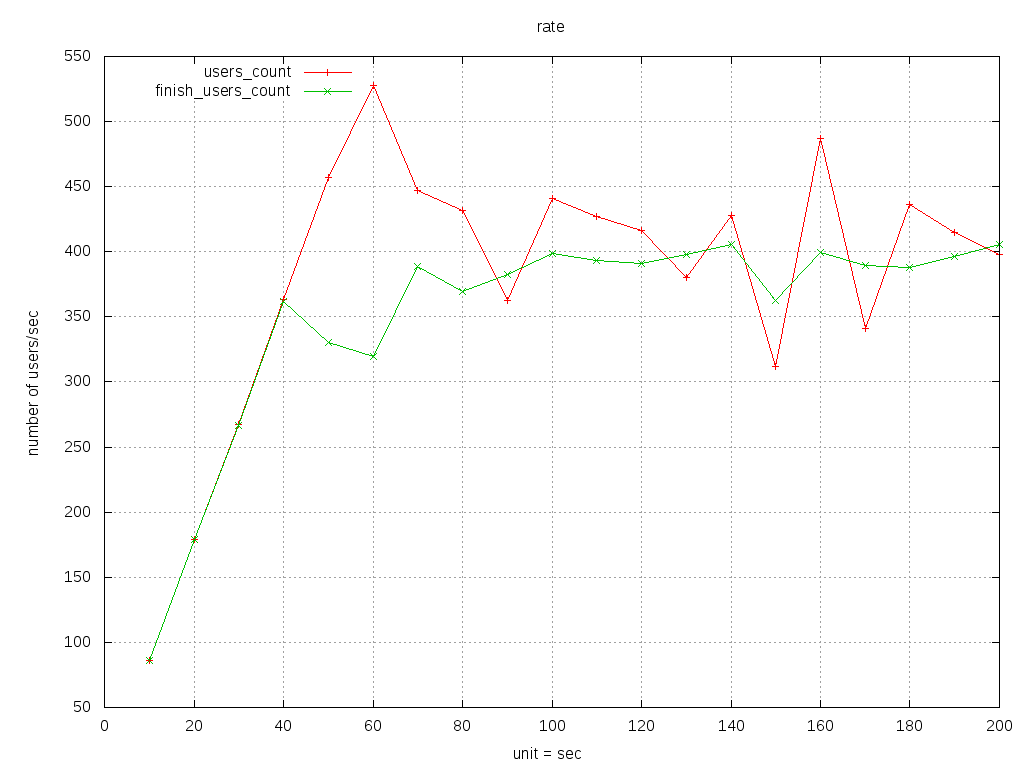 rate
users_count
finish_users_count
550
500
450
400
350
300
250
200
150
100
50
number of users/sec
0 20 40 60 80 100 120 140 160 180 200
unit = sec